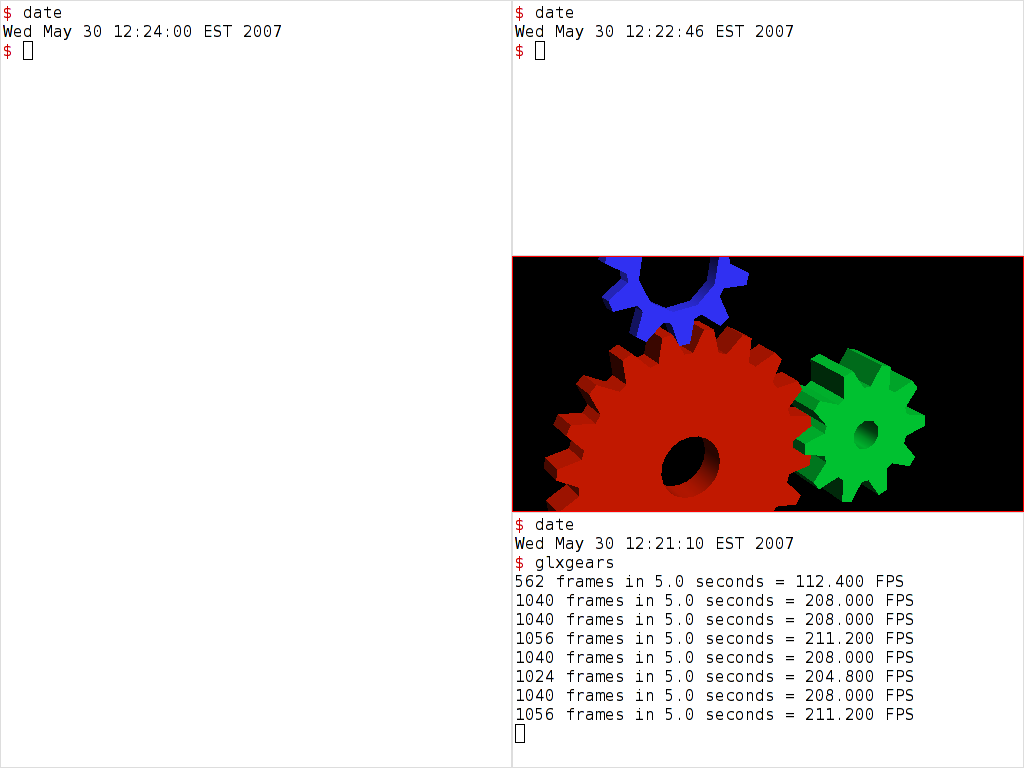 $ date
Wed May 30 12:24:00 EST 2007
$
$ date
Wed May 30 12:22:46 EST 2007
$
$ date
Wed May 30 12:21:10 EST 2007
$ glxgears
562 frames in 5.0 seconds = 112.400 FPS
1040 frames in 5.0 seconds = 208.000 FPS
1040 frames in 5.0 seconds = 208.000 FPS
1056 frames in 5.0 seconds = 211.200 FPS
1040 frames in 5.0 seconds = 208.000 FPS
1024 frames in 5.0 seconds = 204.800 FPS
1040 frames in 5.0 seconds = 208.000 FPS
1056 frames in 5.0 seconds = 211.200 FPS